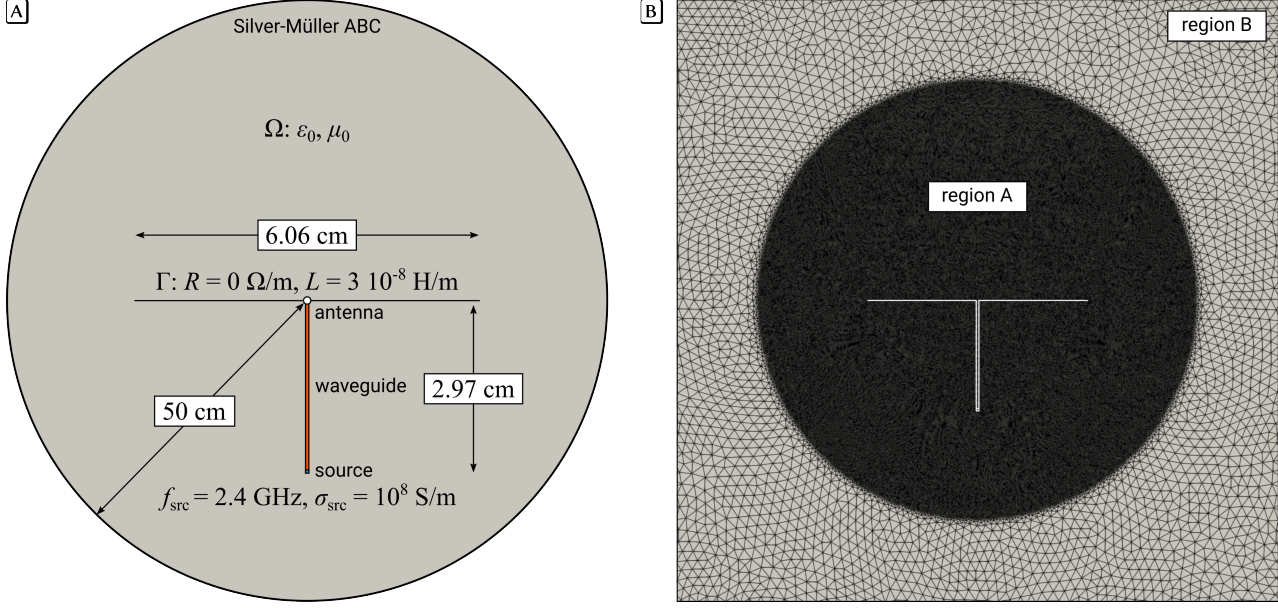 A
Silver-Müller ABC
Ω: ε₀, μ₀
6.06 cm
Γ: R = 0 Ω/m, L = 3 10⁻⁸ H/m
antenna
waveguide
2.97 cm
50 cm
source
fsrc = 2.4 GHz, σsrc = 10⁸ S/m
B
region B
region A